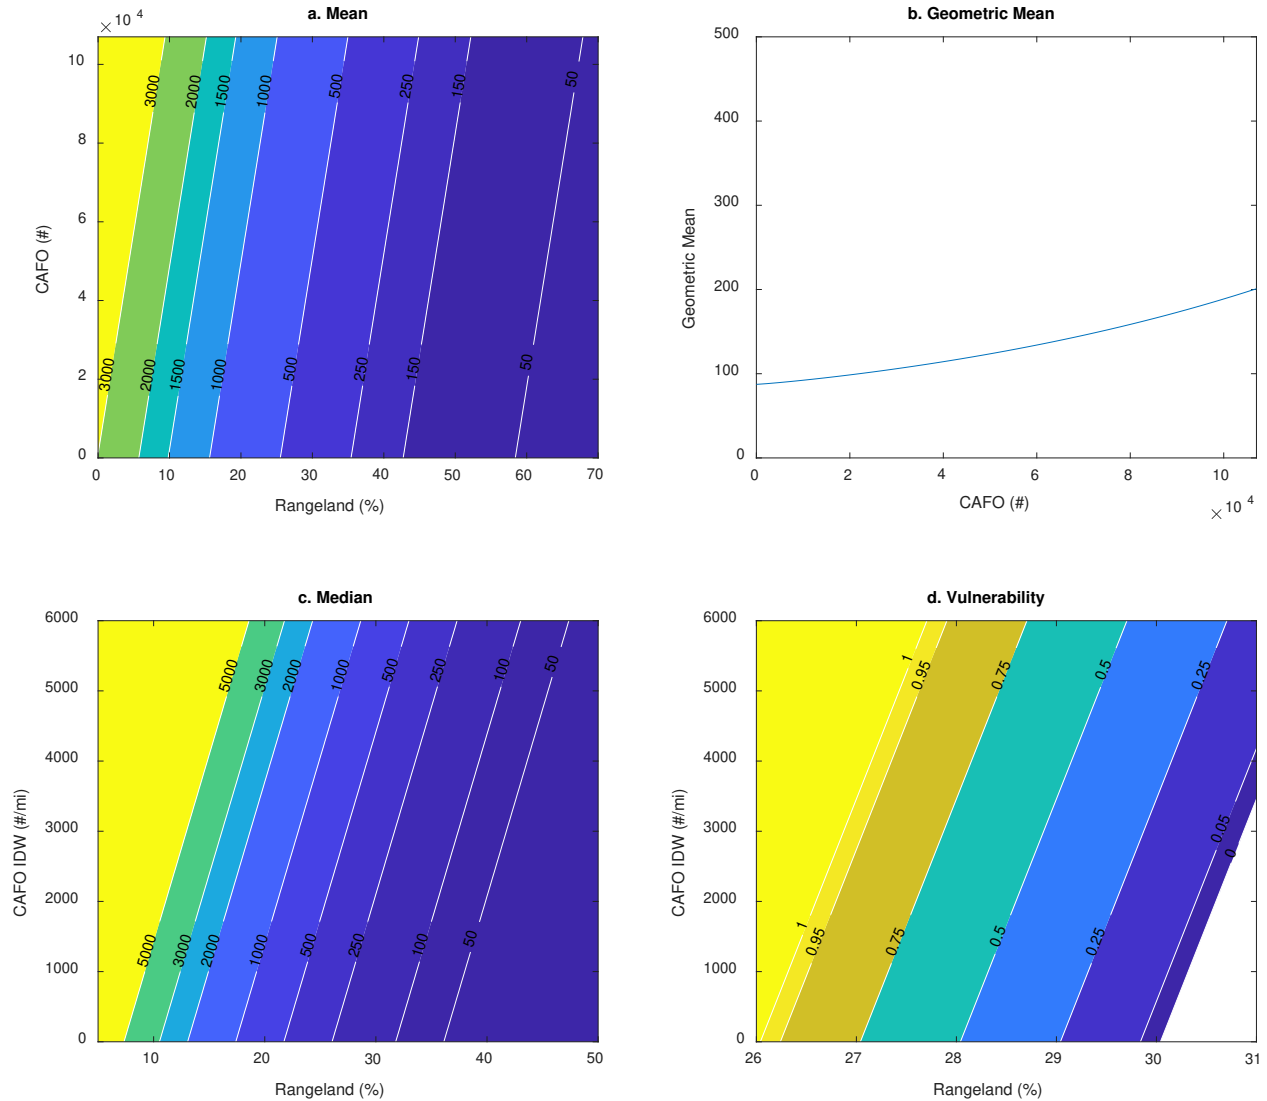 a. Mean
× 10 4
10
8
6
4
2
0
CAFO (#)
3000 2000 1500 1000 500 250 150 50
3000 2000 1500 1000 500 250 150 50
0 10 20 30 40 50 60 70
Rangeland (%)
b. Geometric Mean
500
400
300
200
100
0
Geometric Mean
0 2 4 6 8 10
CAFO (#)
× 10 4
c. Median
6000
5000
4000
3000
2000
1000
0
CAFO IDW (#/mi)
5000 3000 2000 1000 500 250 100 50
5000 3000 2000 1000 500 250 100 50
10 20 30 40 50
Rangeland (%)
d. Vulnerability
6000
5000
4000
3000
2000
1000
0
CAFO IDW (#/mi)
1 0.95 0.75 0.5 0.25
0.05
0
1 0.95 0.75 0.5 0.25
26 27 28 29 30 31
Rangeland (%)